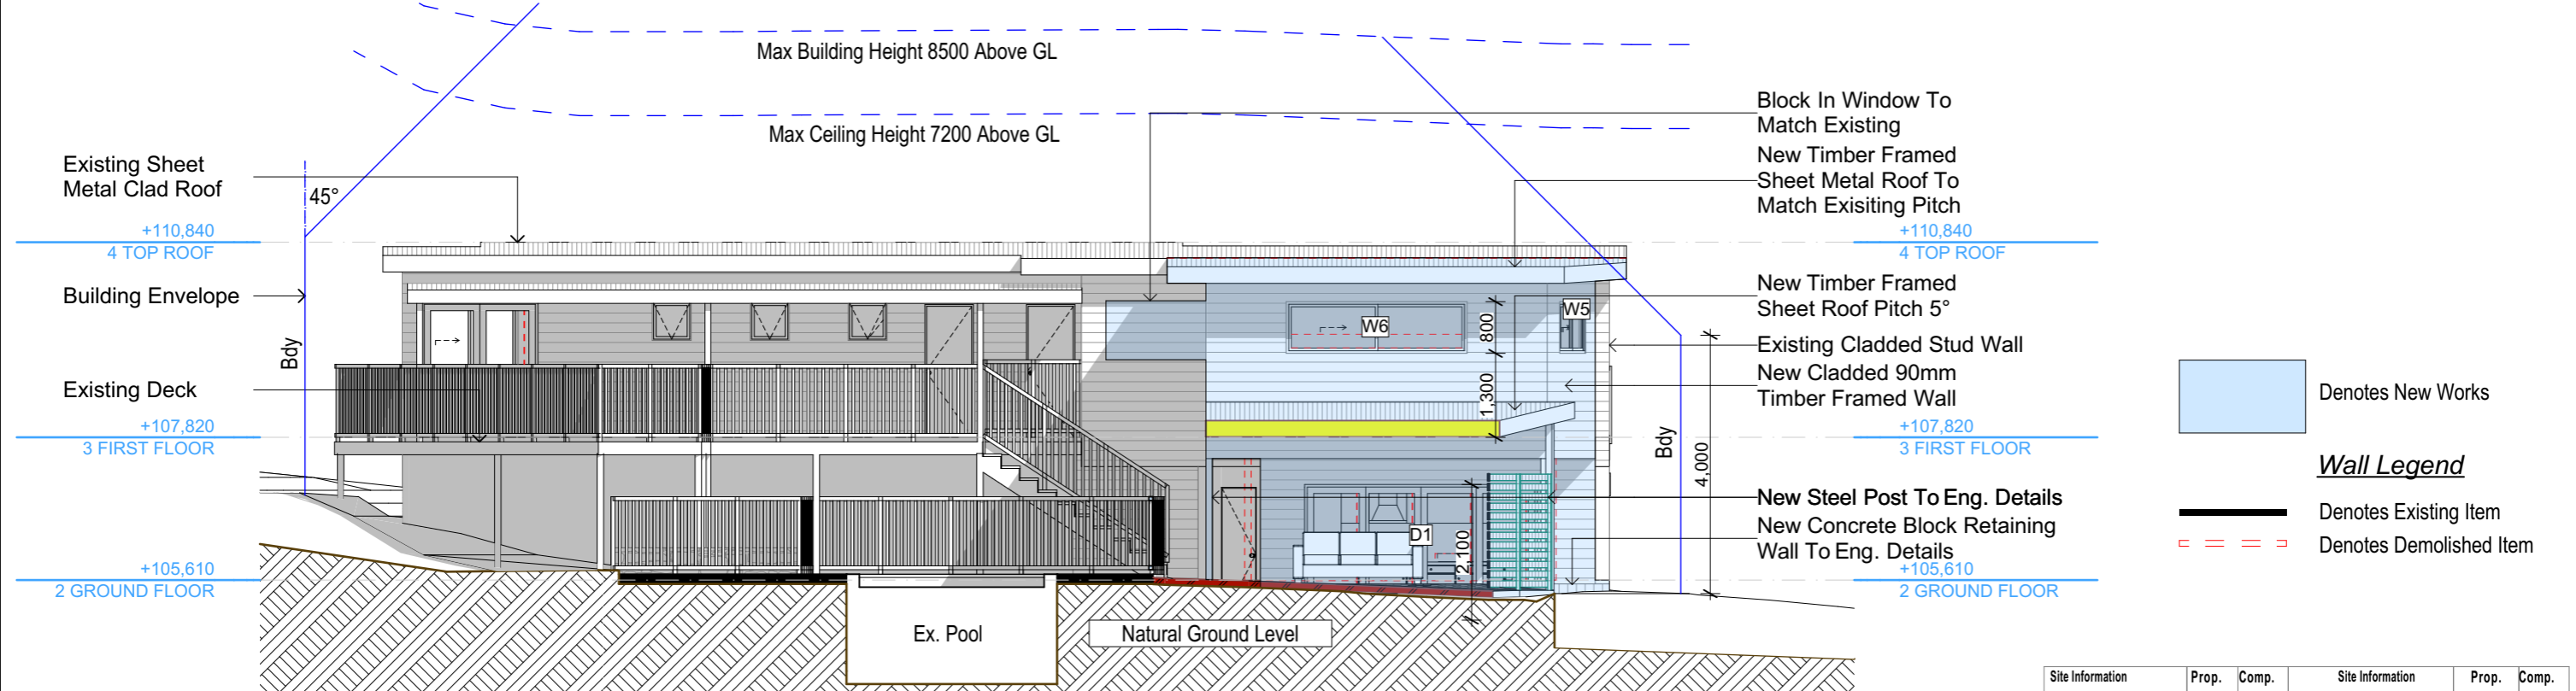 Max Building Height 8500 Above GL
Max Ceiling Height 7200 Above GL
Existing Sheet
Metal Clad Roof
45°
+110,840
4 TOP ROOF
Building Envelope
Bdy
Existing Deck
+107,820
3 FIRST FLOOR
+105,610
2 GROUND FLOOR
Block In Window To
Match Existing
New Timber Framed
Sheet Metal Roof To
Match Exisiting Pitch
+110,840
4 TOP ROOF
New Timber Framed
Sheet Roof Pitch 5°
Existing Cladded Stud Wall
New Cladded 90mm
Timber Framed Wall
+107,820
3 FIRST FLOOR
New Steel Post To Eng. Details
New Concrete Block Retaining
Wall To Eng. Details
+105,610
2 GROUND FLOOR
W6
W5
800
1,300
D1
2,100
Bdy
4,000
Ex. Pool
Natural Ground Level
Denotes New Works
Wall Legend
Denotes Existing Item
Denotes Demolished Item
Site Information Prop. Comp. Site Information Prop. Comp.